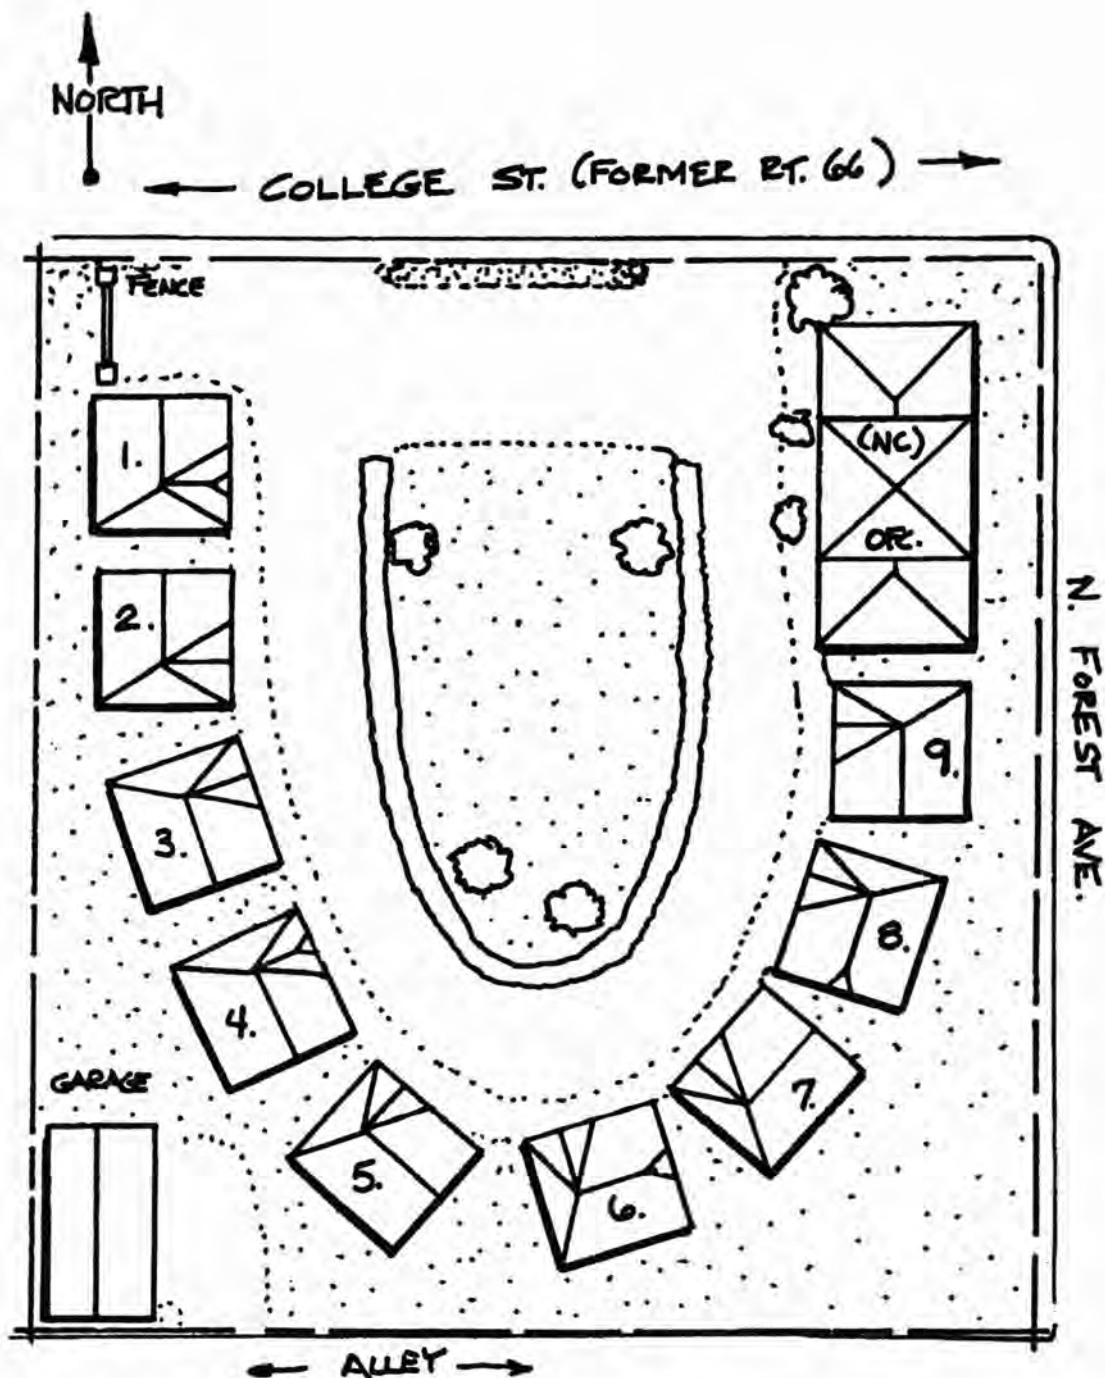 NORTH
COLLEGE ST. (FORMER RT. 66)
FENCE
1.
(NC)
OFC.
2.
N. FOREST AVE.
9.
3.
8.
4.
GARAGE
7.
5.
6.
ALLEY